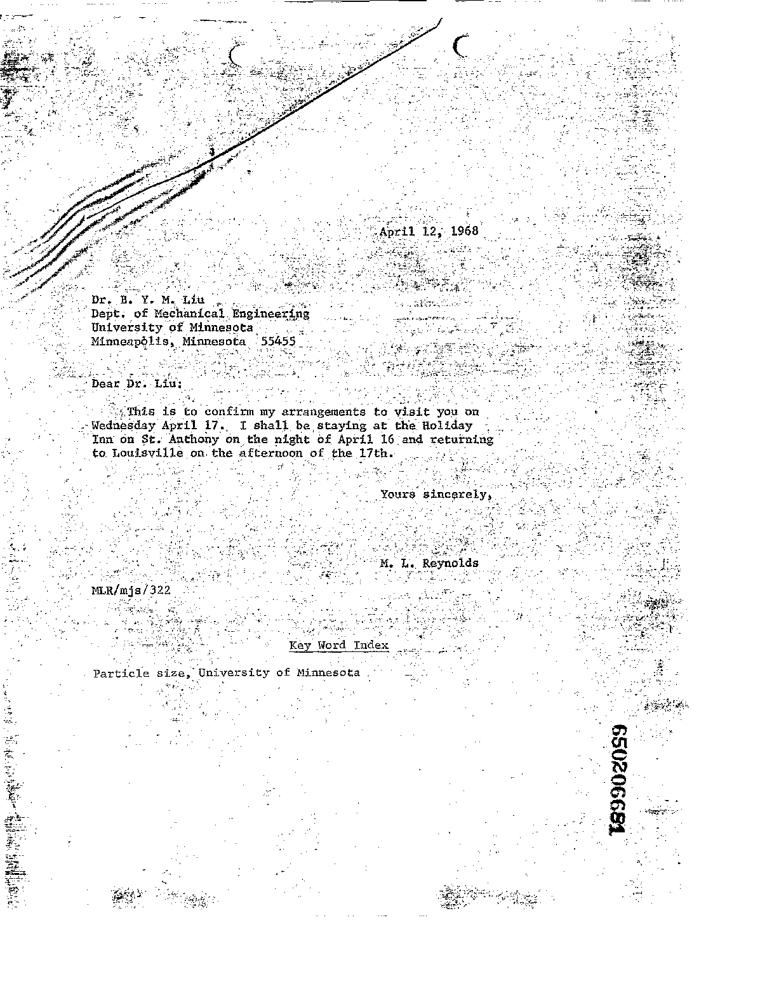 April 12, 1968
Dr. B. Y. M. Liu
Dept. of Mechanical Engineering
University of Minnesota
Minneapolis, Minnesota 55455
Dear Dr. Liu:
This is to confirm my arrangements to visit you on
Wednesday April 17. I shall be staying at the Holiday
Inn on St. Anthony on the night of April 16 and returning
to Louisville on the afternoon of the 17th.
Yours sincerely,
M. L. Reynolds
MLR/mjs/322
Key Word Index
Particle size, University of Minnesota
650206681